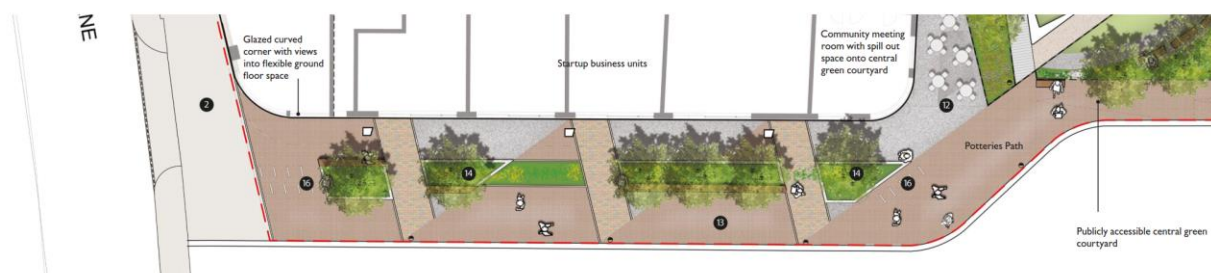 NE
Glazed curved
corner with views
into flexible ground
floor space
Startup business units
Community meeting
room with spill out
space onto central
green courtyard
2
12
Potteries Path
16
14
14
16
13
Publicly accessible central green
courtyard